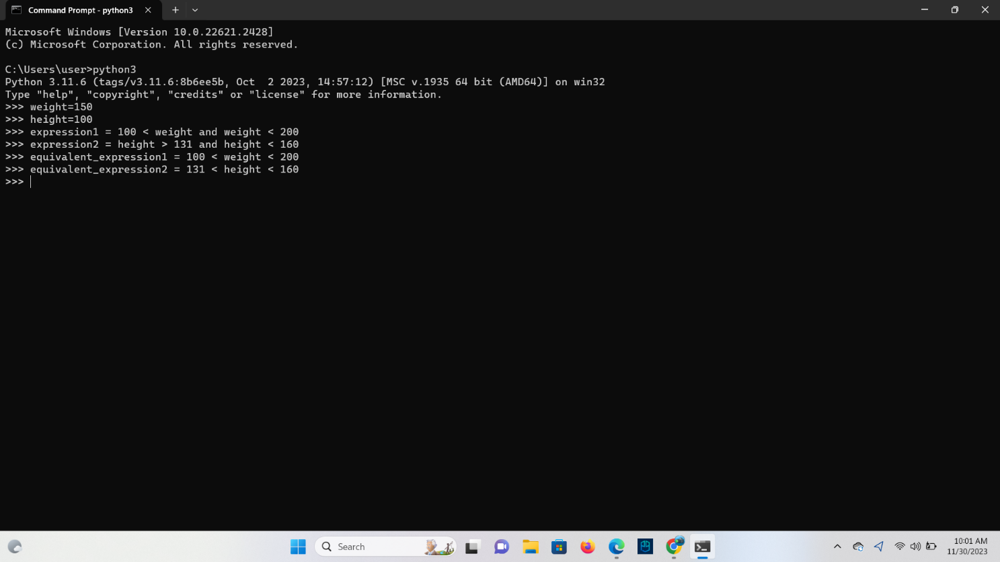 Command Prompt - python3
Microsoft Windows [Version 10.0.22621.2428]
(c) Microsoft Corporation. All rights reserved.
C:\Users\user>python3
Python 3.11.6 (tags/v3.11.6:8b6ee5b, Oct  2 2023, 14:57:12) [MSC v.1935 64 bit (AMD64)] on win32
Type "help", "copyright", "credits" or "license" for more information.
>>> weight=150
>>> height=100
>>> expression1 = 100 < weight and weight < 200
>>> expression2 = height > 131 and height < 160
>>> equivalent_expression1 = 100 < weight < 200
>>> equivalent_expression2 = 131 < height < 160
>>>
Search
10:01 AM
11/30/2023